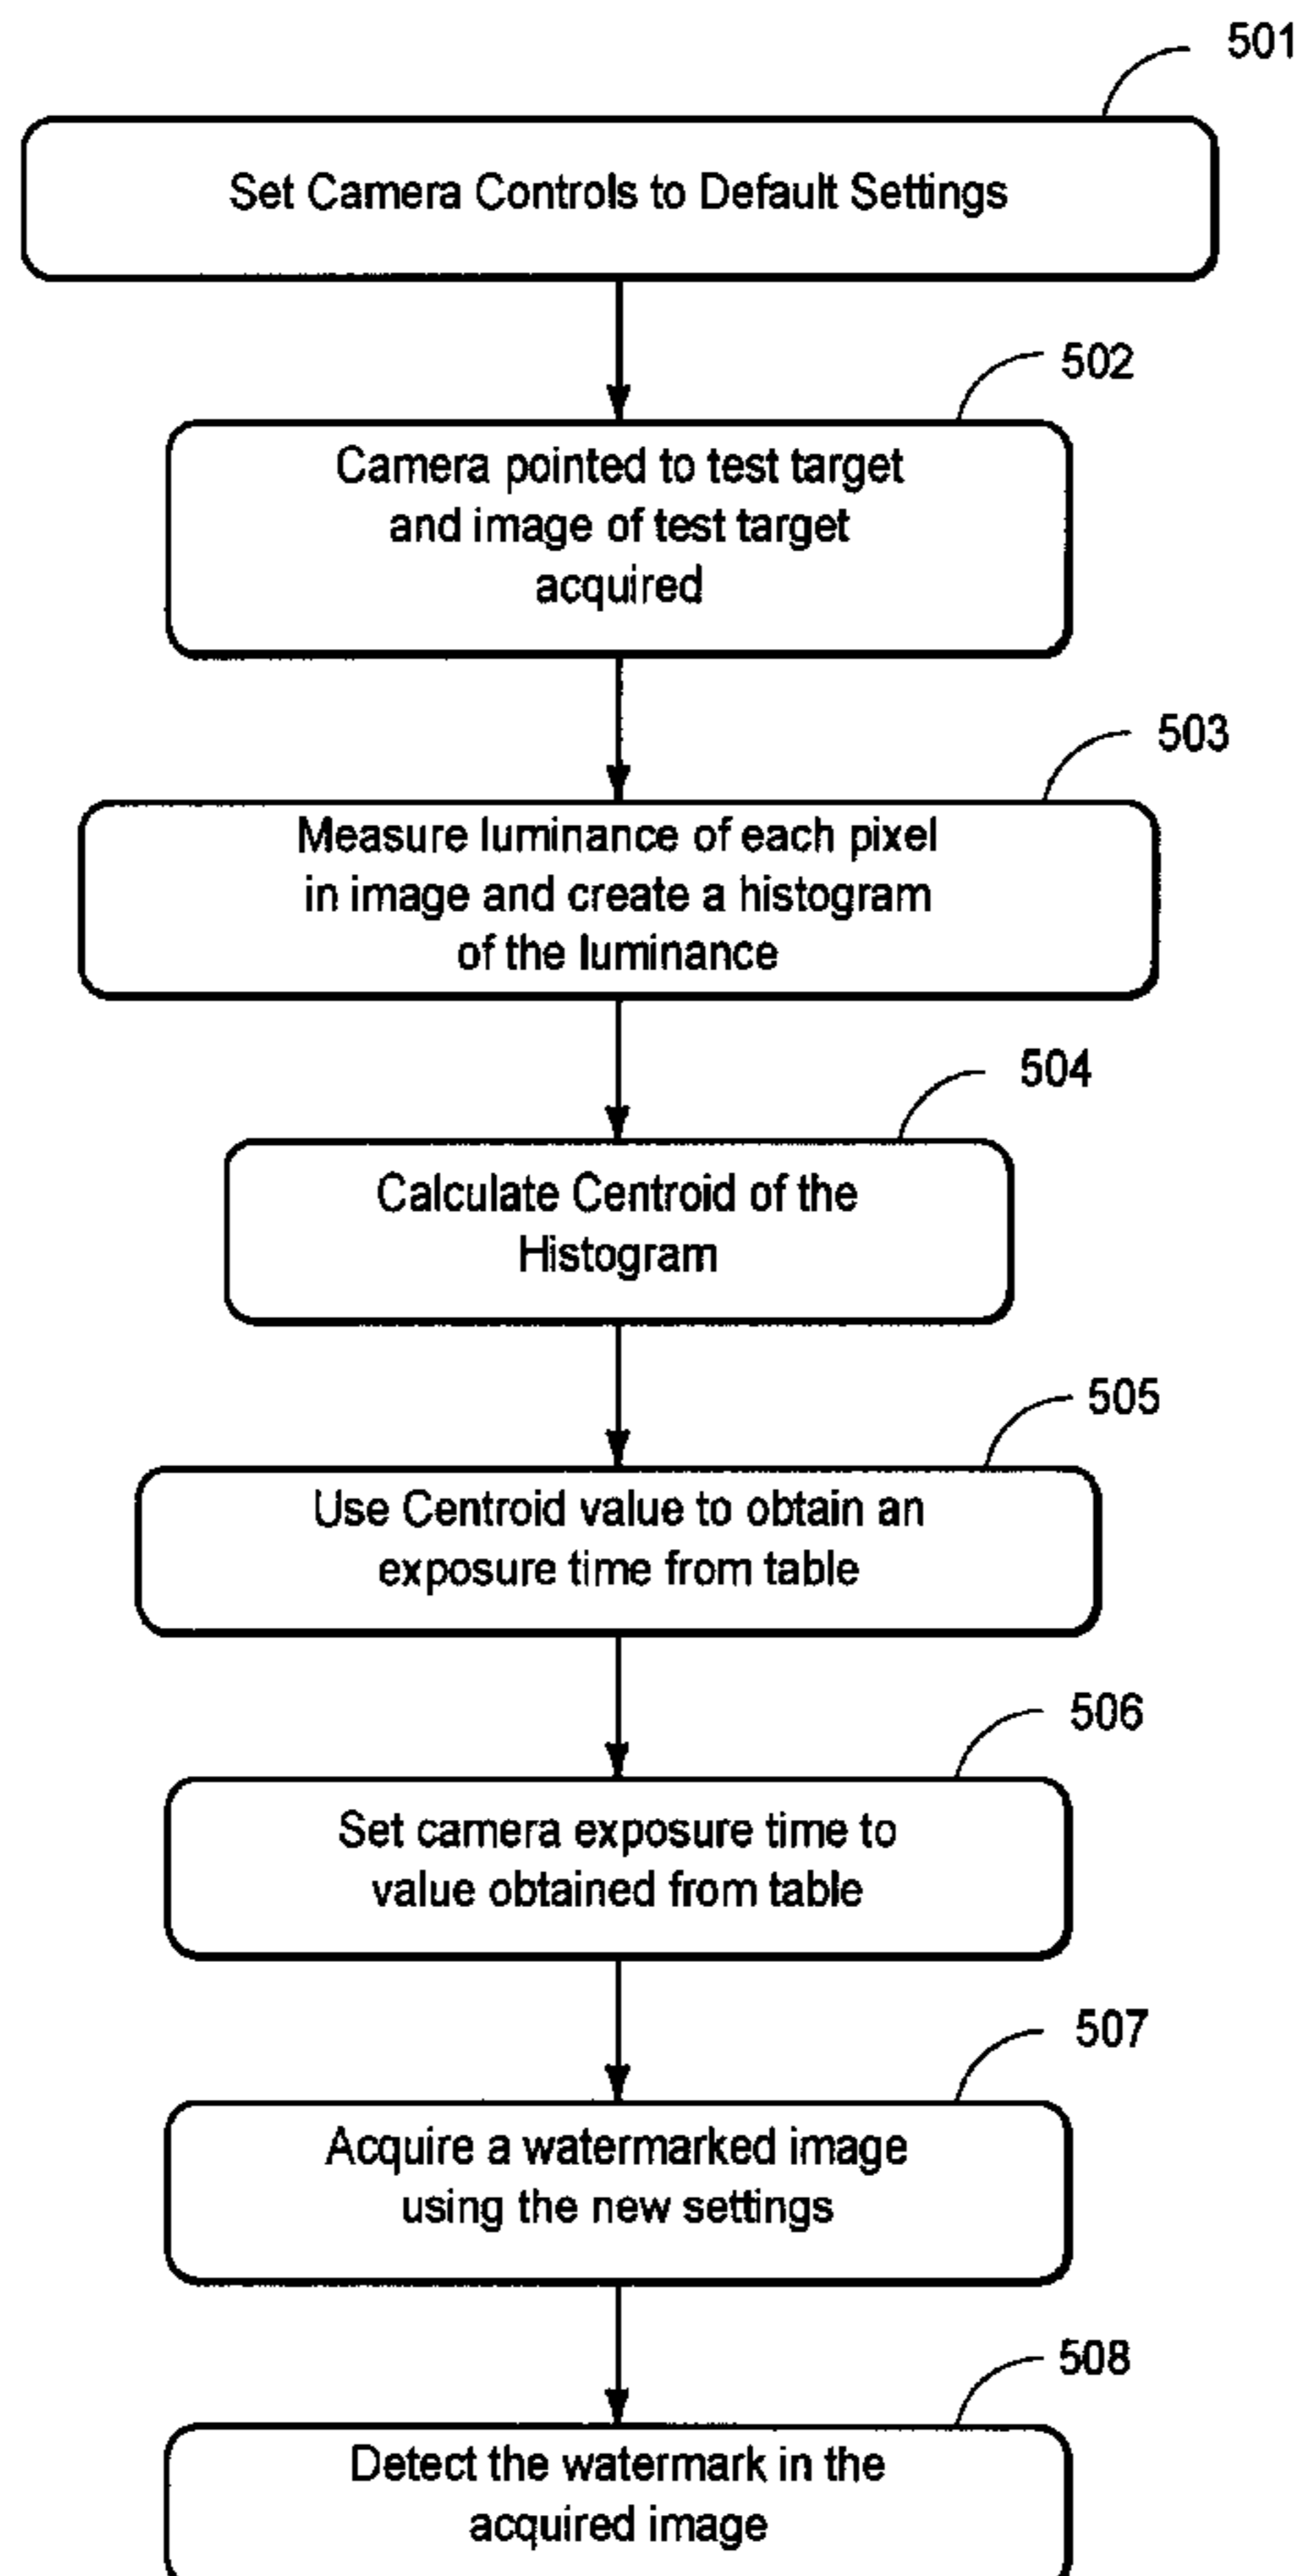 501
Set Camera Controls to Default Settings
502
Camera pointed to test target
and image of test target
acquired
503
Measure luminance of each pixel
in image and create a histogram
of the luminance
504
Calculate Centroid of the
Histogram
505
Use Centroid value to obtain an
exposure time from table
506
Set camera exposure time to
value obtained from table
507
Acquire a watermarked image
using the new settings
508
Detect the watermark in the
acquired image